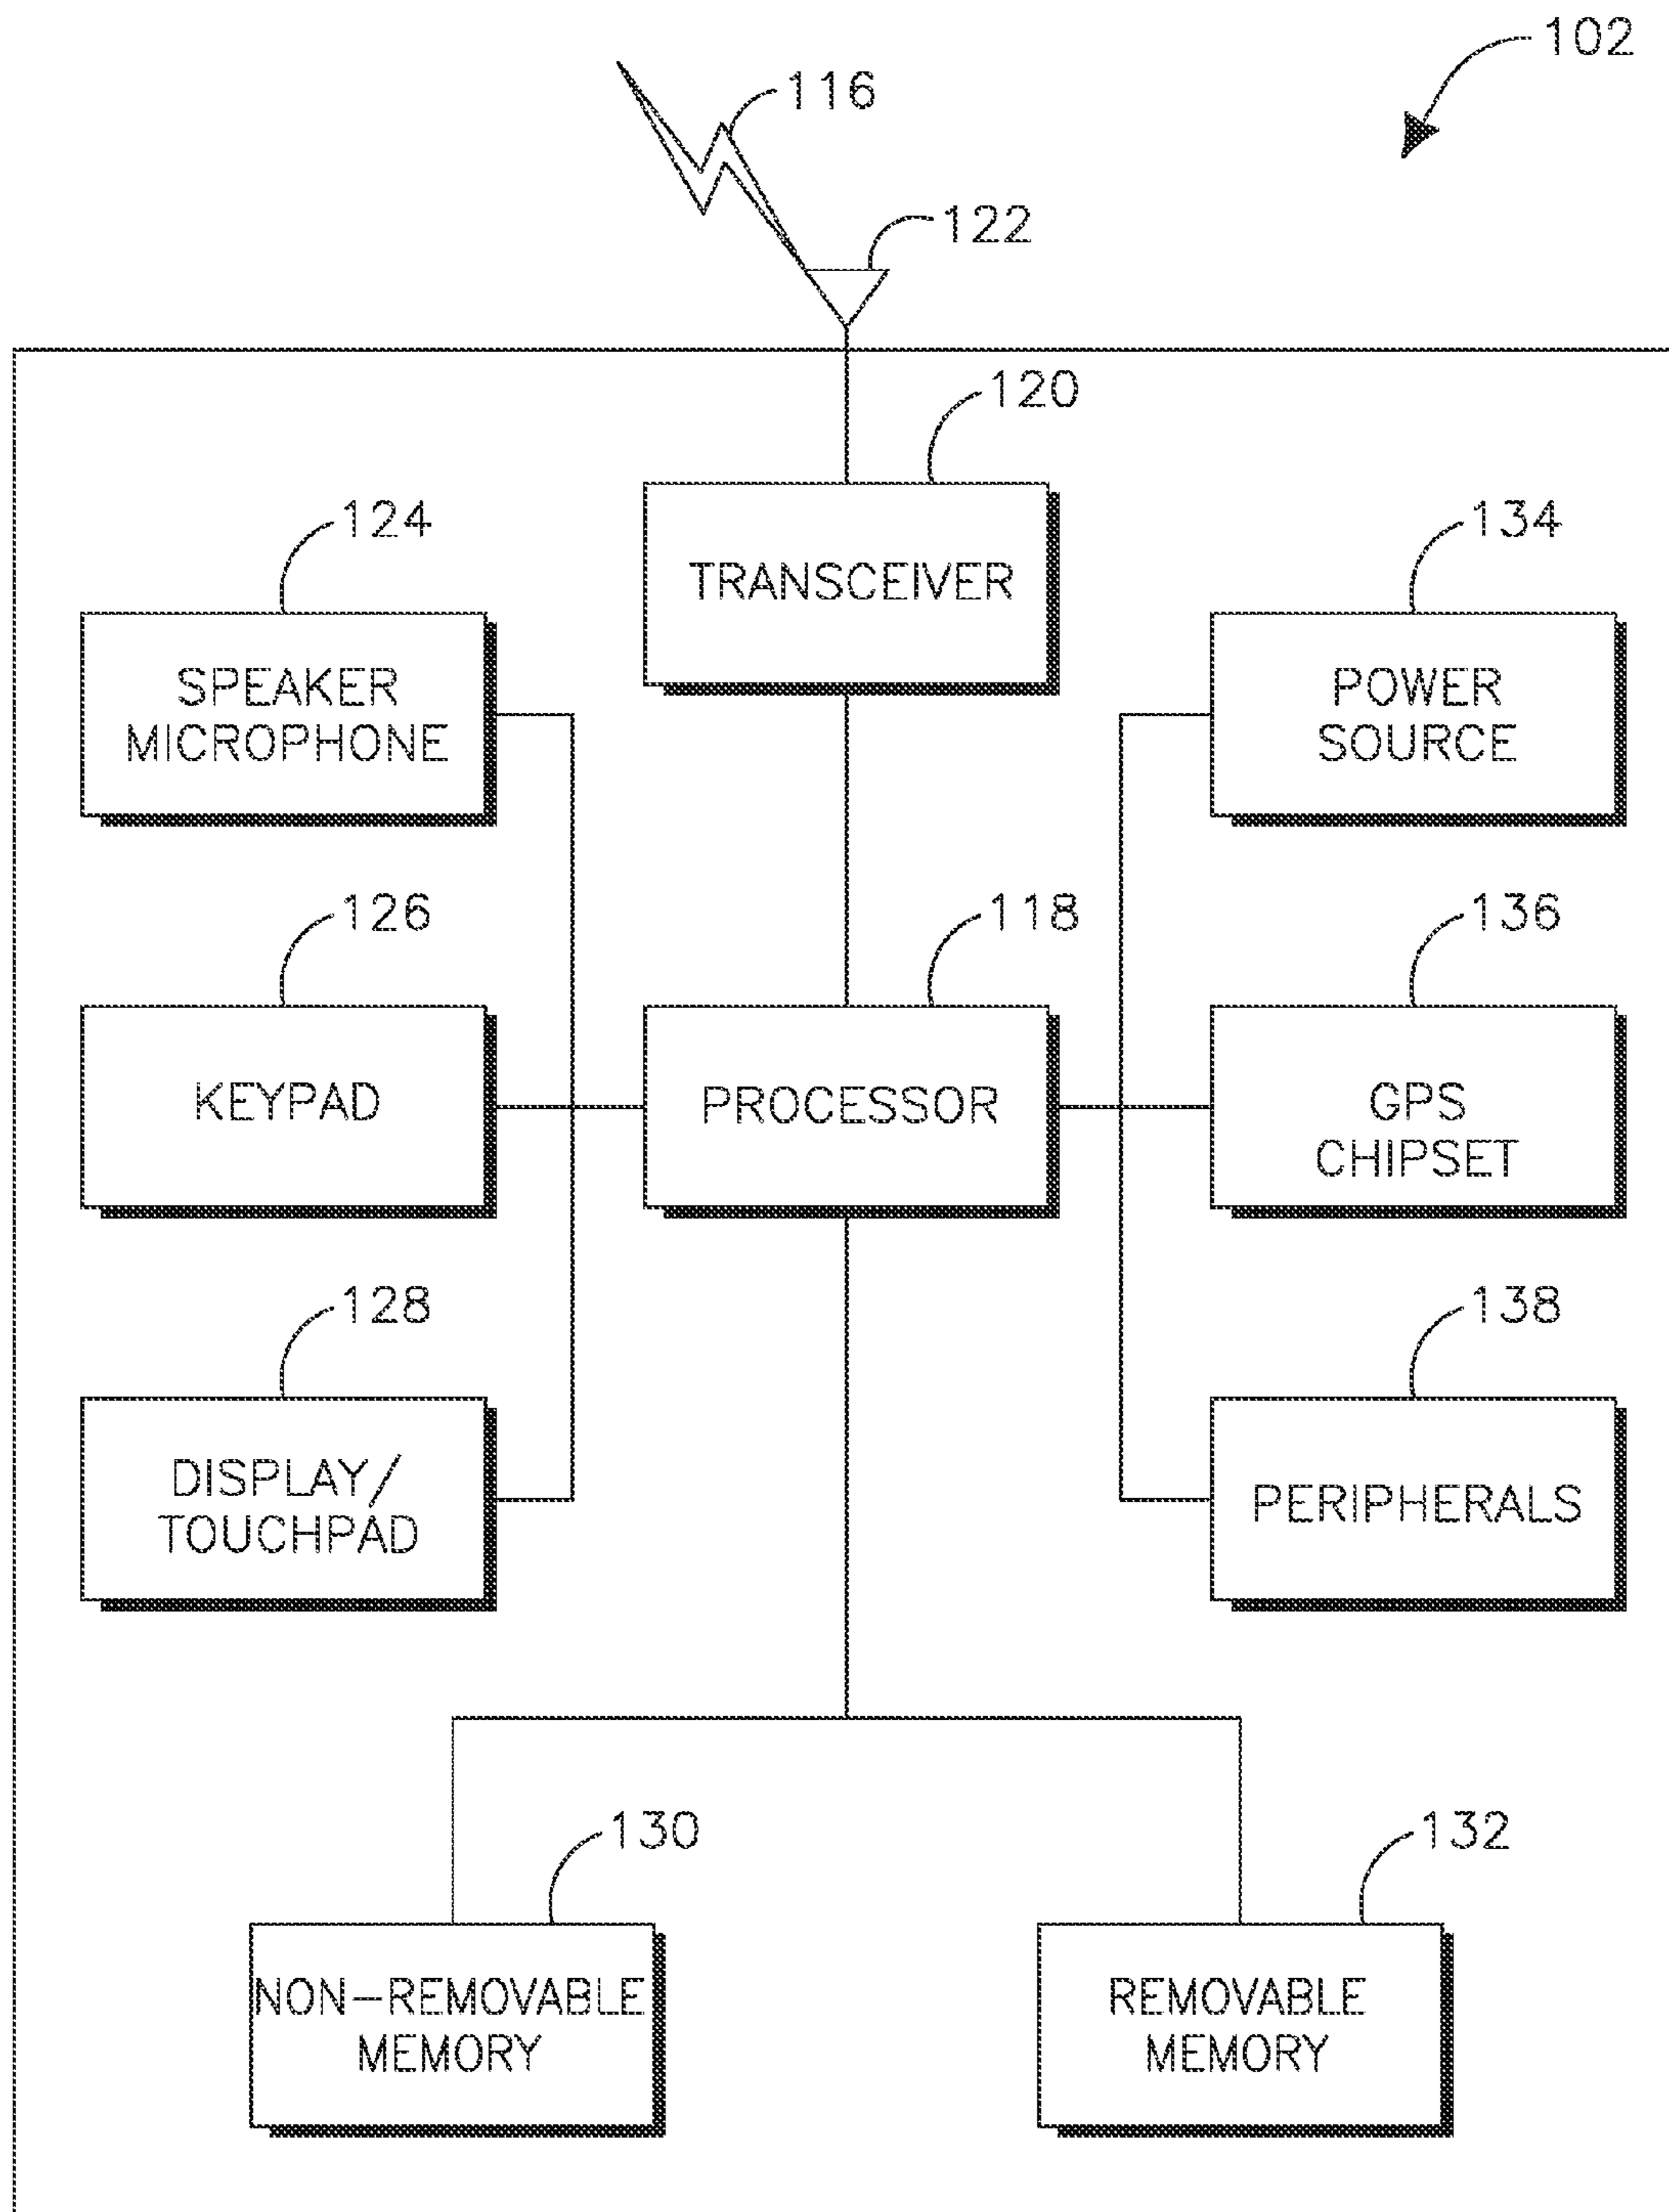 102
116
122
120
TRANSCEIVER
124
SPEAKER
MICROPHONE
134
POWER
SOURCE
126
KEYPAD
118
PROCESSOR
136
GPS
CHIPSET
128
DISPLAY/
TOUCHPAD
138
PERIPHERALS
130
NON-REMOVABLE
MEMORY
132
REMOVABLE
MEMORY